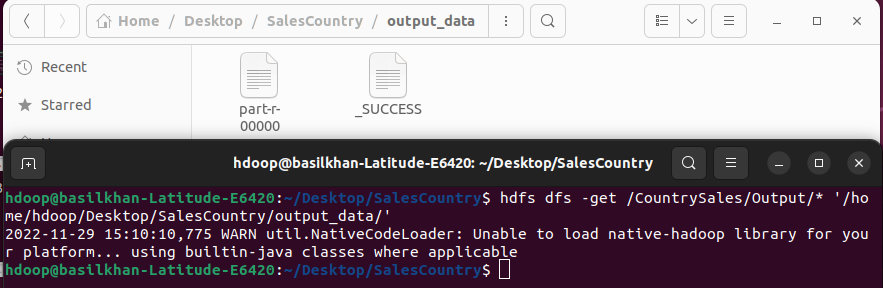 Home / Desktop / SalesCountry / output_data
Recent
Starred
part-r-
00000
_SUCCESS
hdoop@basilkhan-Latitude-E6420: ~/Desktop/SalesCountry
hdoop@basilkhan-Latitude-E6420:~/Desktop/SalesCountry$ hdfs dfs -get /CountrySales/Output/* '/ho
me/hdoop/Desktop/SalesCountry/output_data/'
2022-11-29 15:10:10,775 WARN util.NativeCodeLoader: Unable to load native-hadoop library for you
r platform... using builtin-java classes where applicable
hdoop@basilkhan-Latitude-E6420:~/Desktop/SalesCountry$